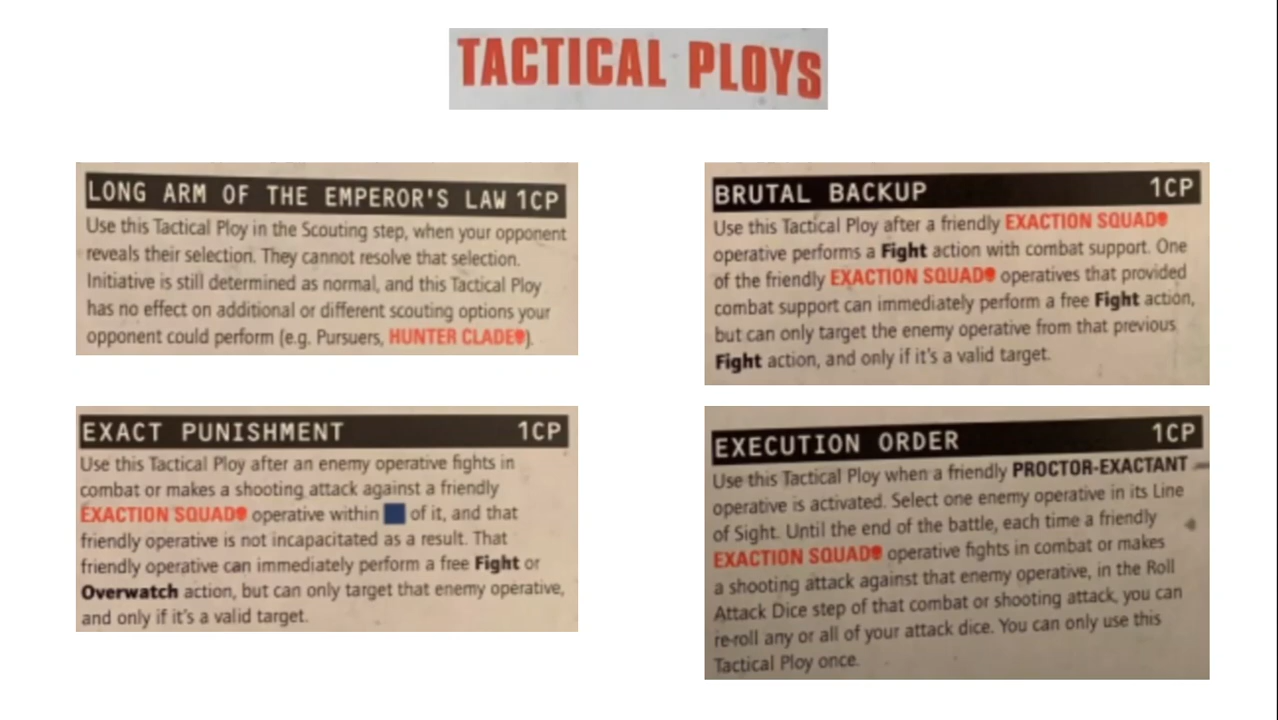 TACTICAL PLOYS
LONG ARM OF THE EMPEROR'S LAW 1CP
Use this Tactical Ploy in the Scouting step, when your opponent
reveals their selection. They cannot resolve that selection.
Initiative is still determined as normal, and this Tactical Ploy
has no effect on additional or different scouting options your
opponent could perform (e.g. Pursuers, HUNTER CLADE).
BRUTAL BACKUP 1CP
Use this Tactical Ploy after a friendly EXACTION SQUAD
operative performs a Fight action with combat support. One
of the friendly EXACTION SQUAD operatives that provided
combat support can immediately perform a free Fight action,
but can only target the enemy operative from that previous
Fight action, and only if it's a valid target.
EXACT PUNISHMENT 1CP
Use this Tactical Ploy after an enemy operative fights in
combat or makes a shooting attack against a friendly
EXACTION SQUAD operative within of it, and that
friendly operative is not incapacitated as a result. That
friendly operative can immediately perform a free Fight or
Overwatch action, but can only target that enemy operative,
and only if it's a valid target.
EXECUTION ORDER 1CP
Use this Tactical Ploy when a friendly PROCTOR-EXACTANT
operative is activated. Select one enemy operative in its Line
of Sight. Until the end of the battle, each time a friendly
EXACTION SQUAD operative fights in combat or makes
a shooting attack against that enemy operative, in the Roll
Attack Dice step of that combat or shooting attack, you can
re-roll any or all of your attack dice. You can only use this
Tactical Ploy once.